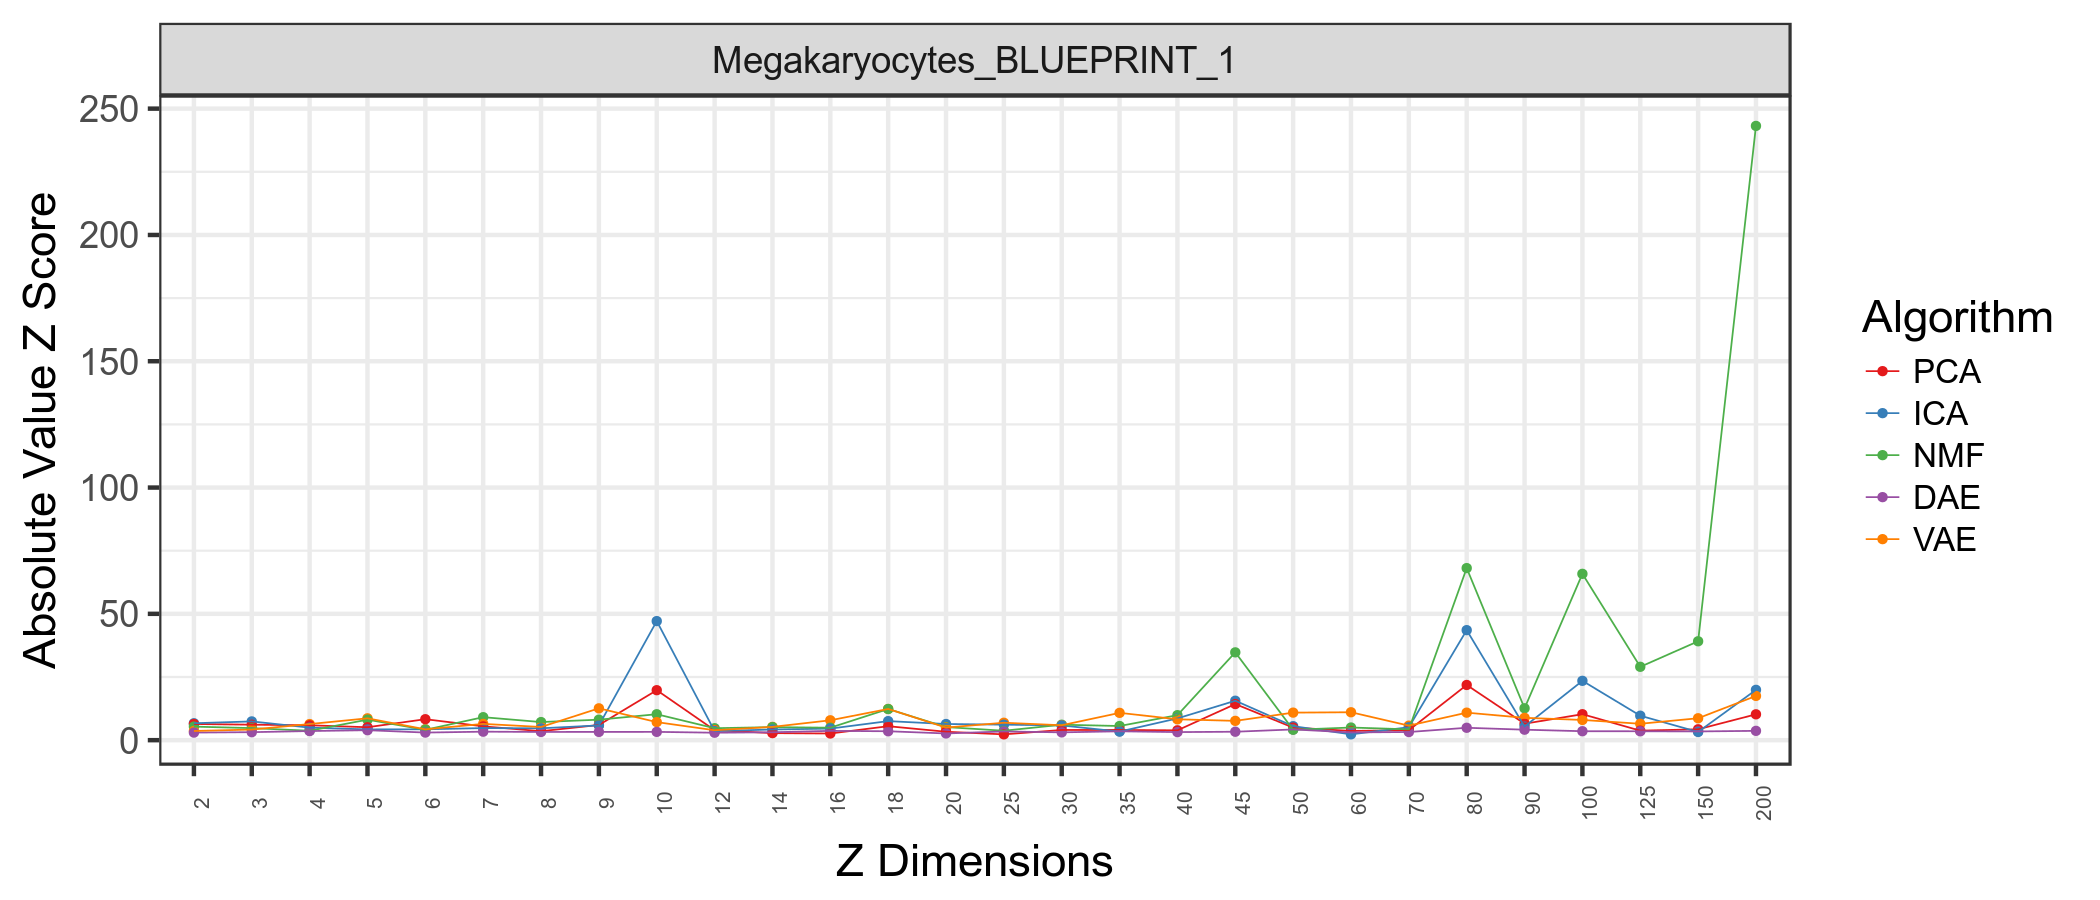 Megakaryocytes_BLUEPRINT_1
Absolute Value Z Score
250
200
150
100
50
0
2 3 4 5 6 7 8 9 10 12 14 16 18 20 25 30 35 40 45 50 60 70 80 90 100 125 150 200
Z Dimensions
Algorithm
PCA
ICA
NMF
DAE
VAE